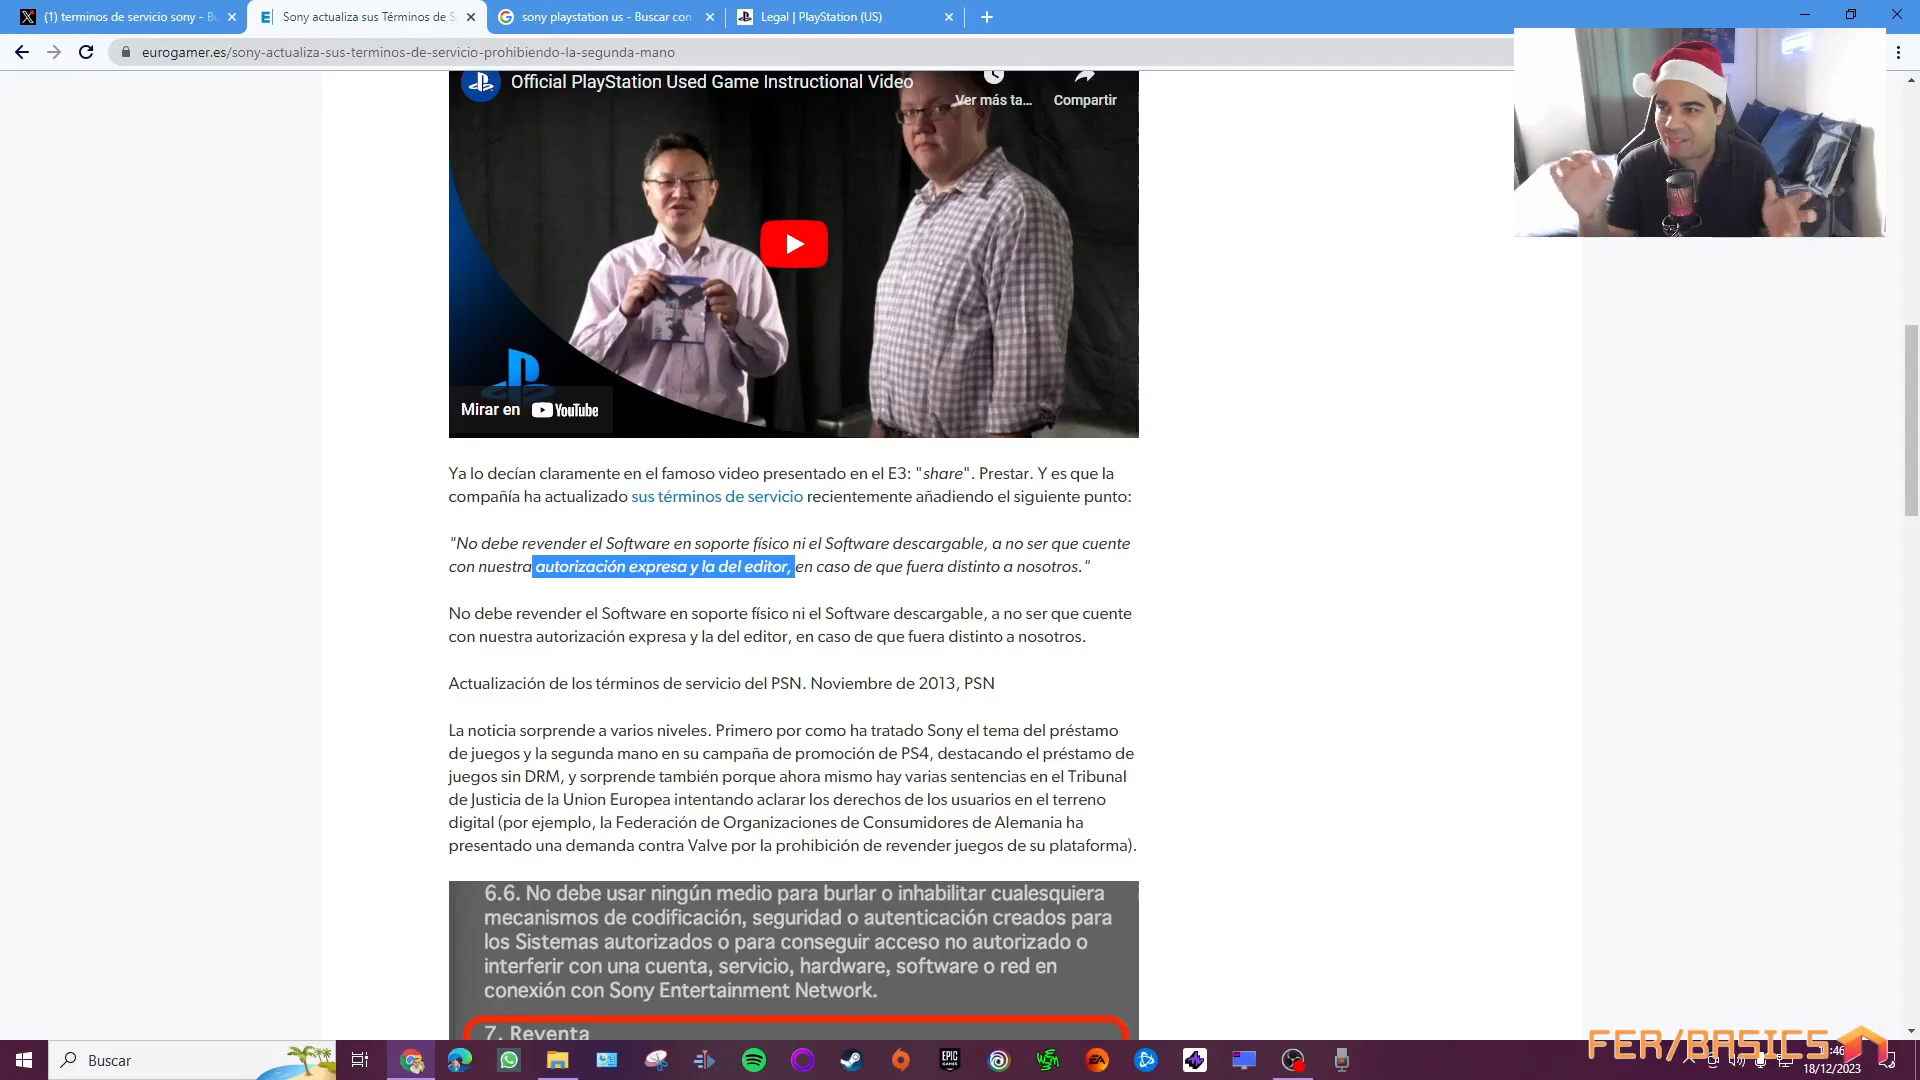 (1) terminos de servicio sony - B
Sony actualiza sus Términos de S
sony playstation us - Buscar con
Legal | PlayStation (US)
eurogamer.es/sony-actualiza-sus-terminos-de-servicio-prohibiendo-la-segunda-mano
Official PlayStation Used Game Instructional Video
Ver más ta...
Compartir
Mirar en YouTube
Ya lo decían claramente en el famoso video presentado en el E3: "share". Prestar. Y es que la
compañía ha actualizado sus términos de servicio recientemente añadiendo el siguiente punto:
"No debe revender el Software en soporte físico ni el Software descargable, a no ser que cuente
con nuestra autorización expresa y la del editor, en caso de que fuera distinto a nosotros."
No debe revender el Software en soporte físico ni el Software descargable, a no ser que cuente
con nuestra autorización expresa y la del editor, en caso de que fuera distinto a nosotros.
Actualización de los términos de servicio del PSN. Noviembre de 2013, PSN
La noticia sorprende a varios niveles. Primero por como ha tratado Sony el tema del préstamo
de juegos y la segunda mano en su campaña de promoción de PS4, destacando el préstamo de
juegos sin DRM, y sorprende también porque ahora mismo hay varias sentencias en el Tribunal
de Justicia de la Union Europea intentando aclarar los derechos de los usuarios en el terreno
digital (por ejemplo, la Federación de Organizaciones de Consumidores de Alemania ha
presentado una demanda contra Valve por la prohibición de revender juegos de su plataforma).
6.6. No debe usar ningún medio para burlar o inhabilitar cualesquiera
mecanismos de codificación, seguridad o autenticación creados para
los Sistemas autorizados o para conseguir acceso no autorizado o
interferir con una cuenta, servicio, hardware, software o red en
conexión con Sony Entertainment Network.
7. Reventa
Buscar
EPIC
GAMES
EA
FER/BASICS
:46
18/12/2023